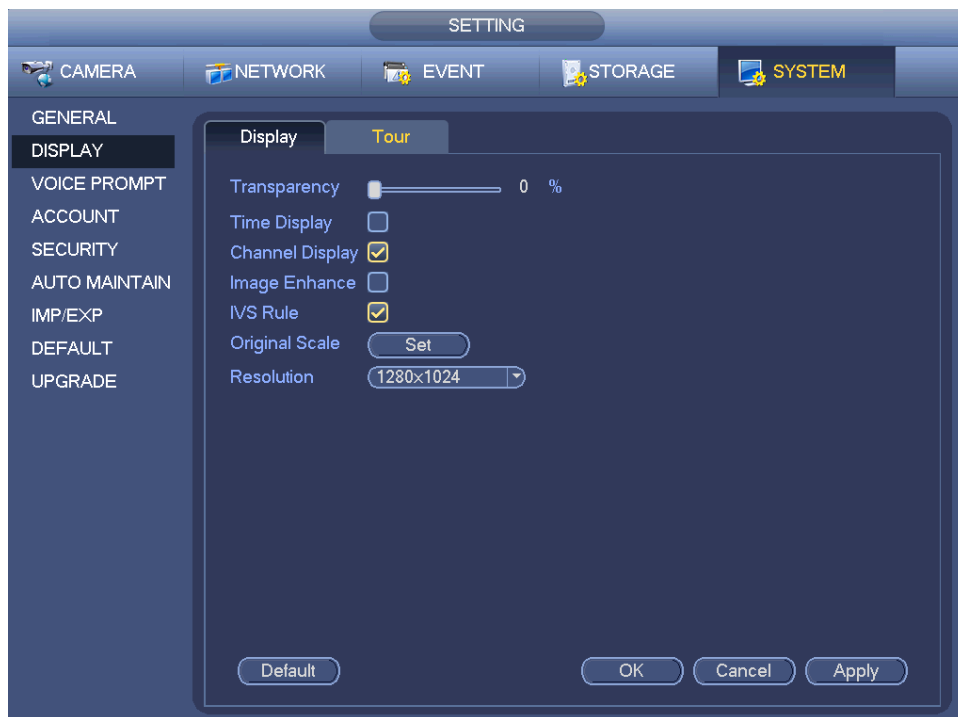 SETTING
CAMERA NETWORK EVENT STORAGE SYSTEM
GENERAL
DISPLAY
VOICE PROMPT
ACCOUNT
SECURITY
AUTO MAINTAIN
IMP/EXP
DEFAULT
UPGRADE
Display Tour
Transparency 0 %
Time Display
Channel Display
Image Enhance
IVS Rule
Original Scale Set
Resolution 1280×1024
Default OK Cancel Apply